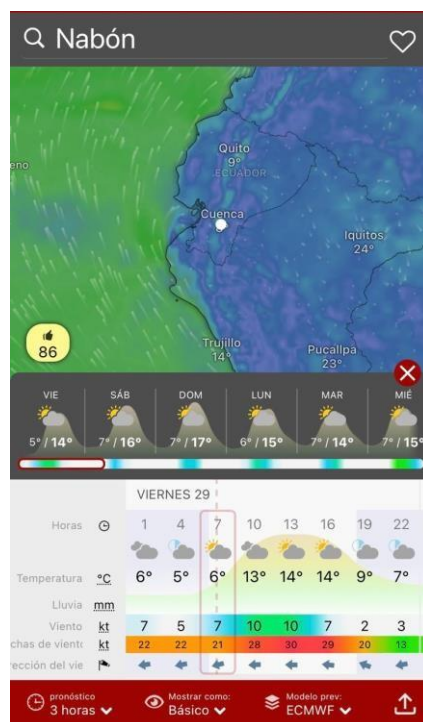 Nabón
Quito
9°
ECUADOR
Cuenca
Iquitos
24°
86
Trujillo
14°
Pucallpa
23°
VIE SÁB DOM LUN MAR MIÉ
5° / 14° 7° / 16° 7° / 17° 6° / 15° 7° / 14° 7° / 15°
VIERNES 29
Horas 1 4 7 10 13 16 19 22
Temperatura °C 6° 5° 6° 13° 14° 14° 9° 7°
Lluvia mm
Viento kt 7 5 7 10 10 7 2 3
chas de viento kt 22 22 21 28 30 29 20 13
ección del vie
pronóstico Mostrar como: Modelo prev:
3 horas Básico ECMWF